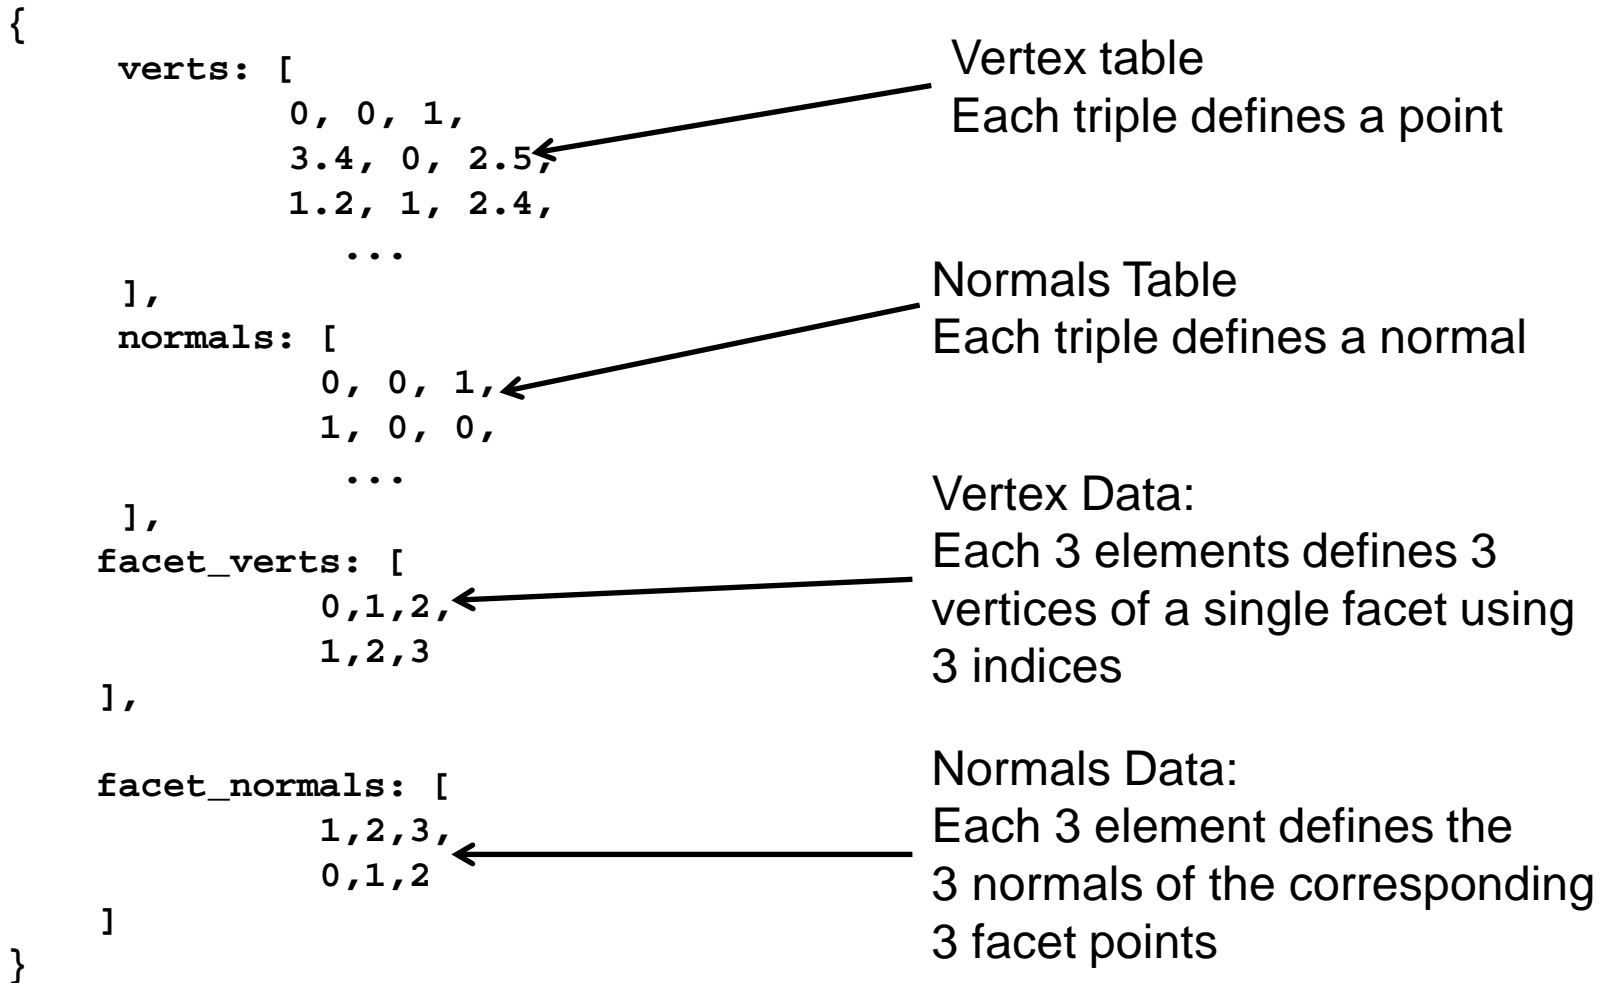 {
verts: [
0, 0, 1,
3.4, 0, 2.5,
1.2, 1, 2.4,
...
],
normals: [
0, 0, 1,
1, 0, 0,
...
],
facet_verts: [
0,1,2,
1,2,3
],
facet_normals: [
1,2,3,
0,1,2
]
}
Vertex table
Each triple defines a point
Normals Table
Each triple defines a normal
Vertex Data:
Each 3 elements defines 3
vertices of a single facet using
3 indices
Normals Data:
Each 3 element defines the
3 normals of the corresponding
3 facet points